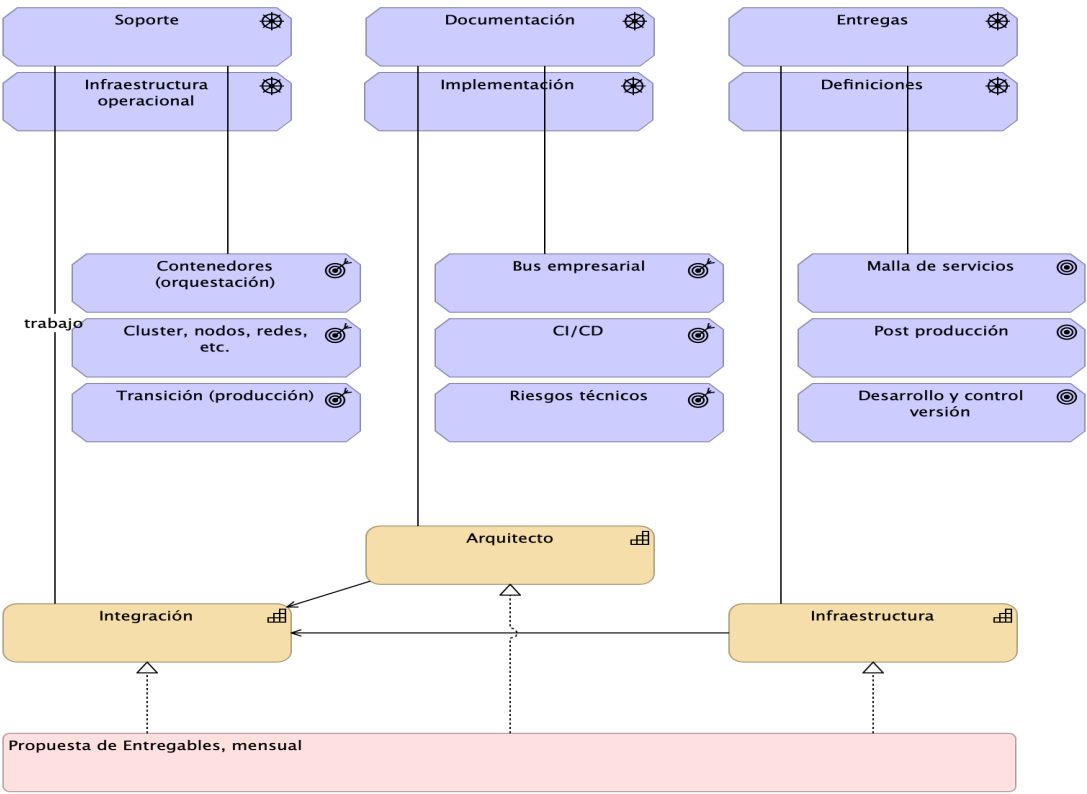 Soporte
Documentación
Entregas
Infraestructura
operacional
Implementación
Definiciones
Contenedores
(orquestación)
Bus empresarial
Malla de servicios
trabajo
Cluster, nodos, redes,
etc.
CI/CD
Post producción
Transición (producción)
Riesgos técnicos
Desarrollo y control
versión
Arquitecto
Integración
Infraestructura
Propuesta de Entregables, mensual